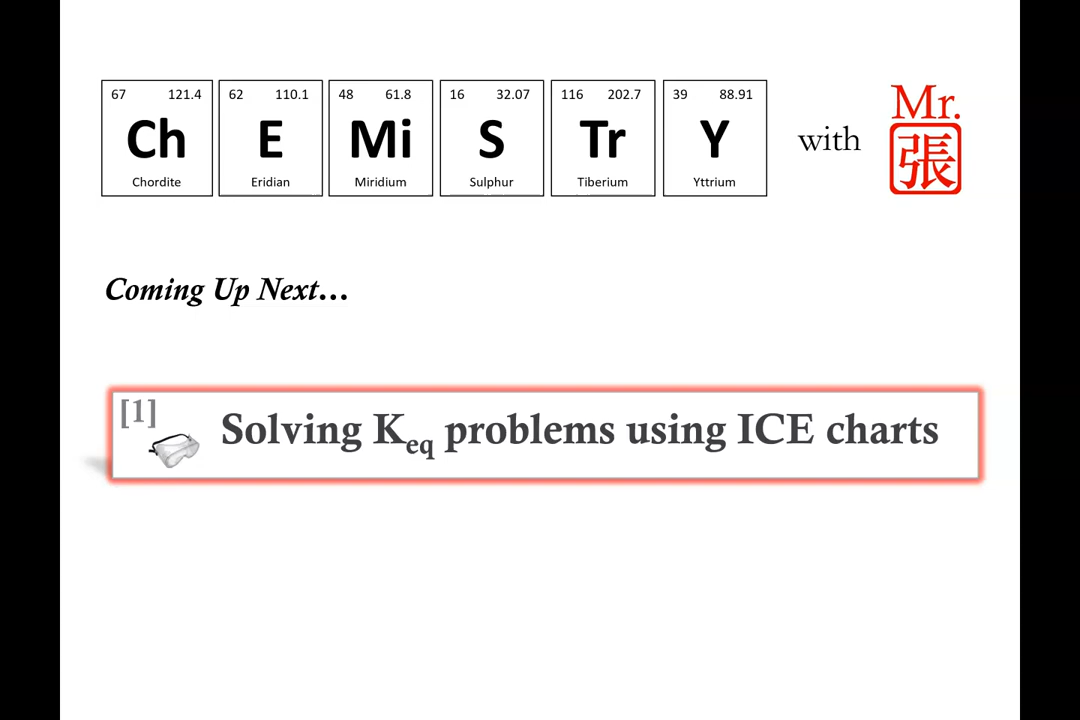 67 121.4 62 110.1 48 61.8 16 32.07 116 202.7 39 88.91
Ch E Mi S Tr Y with Mr. 張
Chordite Eridian Miridium Sulphur Tiberium Yttrium
Coming Up Next...
[1] Solving Keq problems using ICE charts